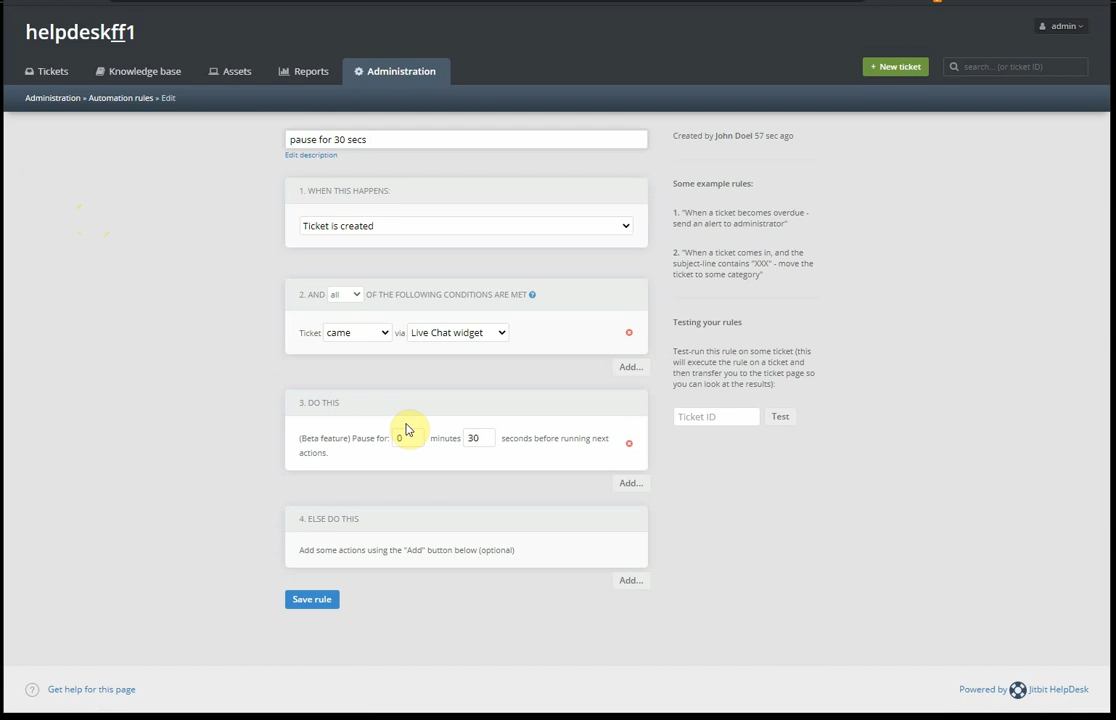 helpdeskff1
admin
Tickets
Knowledge base
Assets
Reports
Administration
+ New ticket
search... (or ticket ID)
Administration » Automation rules » Edit
pause for 30 secs
Edit description
Created by John Doel 57 sec ago
1. WHEN THIS HAPPENS:
Ticket is created
Some example rules:
1. "When a ticket becomes overdue -
send an alert to administrator"
2. "When a ticket comes in, and the
subject-line contains "XXX" - move the
ticket to some category"
2. AND all OF THE FOLLOWING CONDITIONS ARE MET ?
Ticket came via Live Chat widget
Add...
Testing your rules
Test-run this rule on some ticket (this
will execute the rule on a ticket and
then transfer you to the ticket page so
you can look at the results):
Ticket ID Test
3. DO THIS
(Beta feature) Pause for: 0 minutes 30 seconds before running next
actions.
Add...
4. ELSE DO THIS
Add some actions using the "Add" button below (optional)
Add...
Save rule
? Get help for this page
Powered by Jitbit HelpDesk